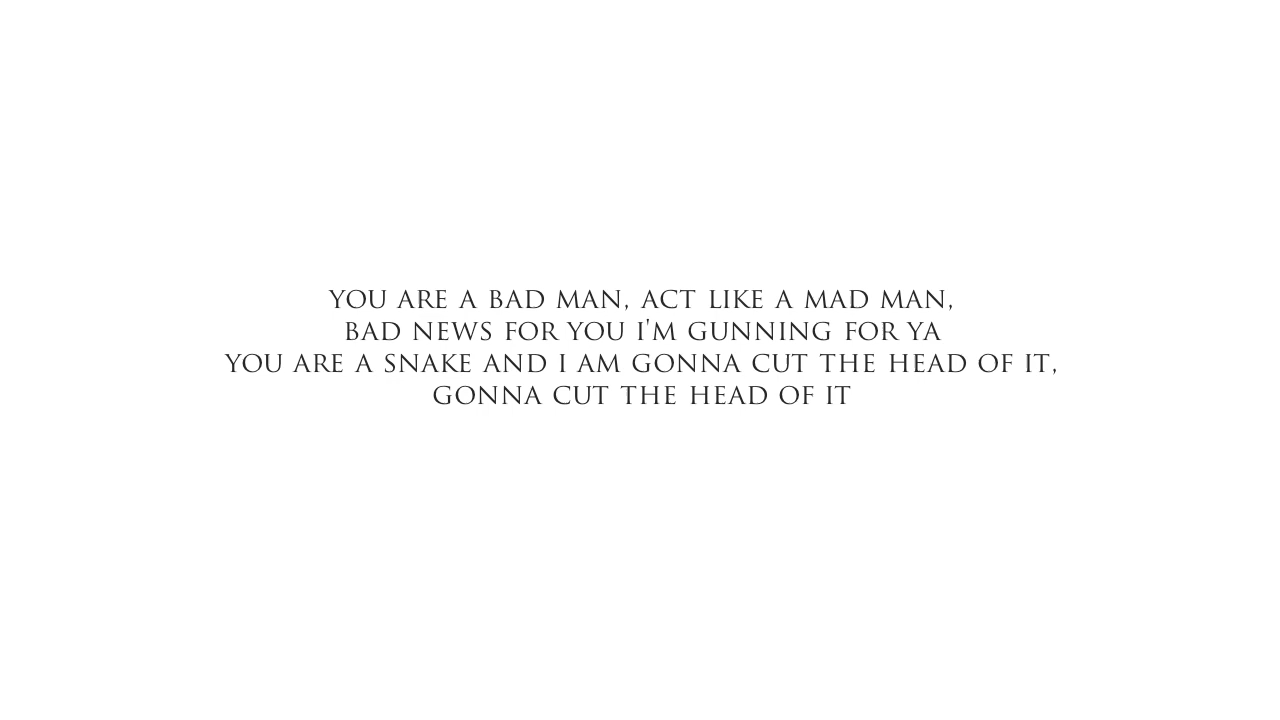 YOU ARE A BAD MAN, ACT LIKE A MAD MAN,
BAD NEWS FOR YOU I'M GUNNING FOR YA
YOU ARE A SNAKE AND I AM GONNA CUT THE HEAD OF IT,
GONNA CUT THE HEAD OF IT